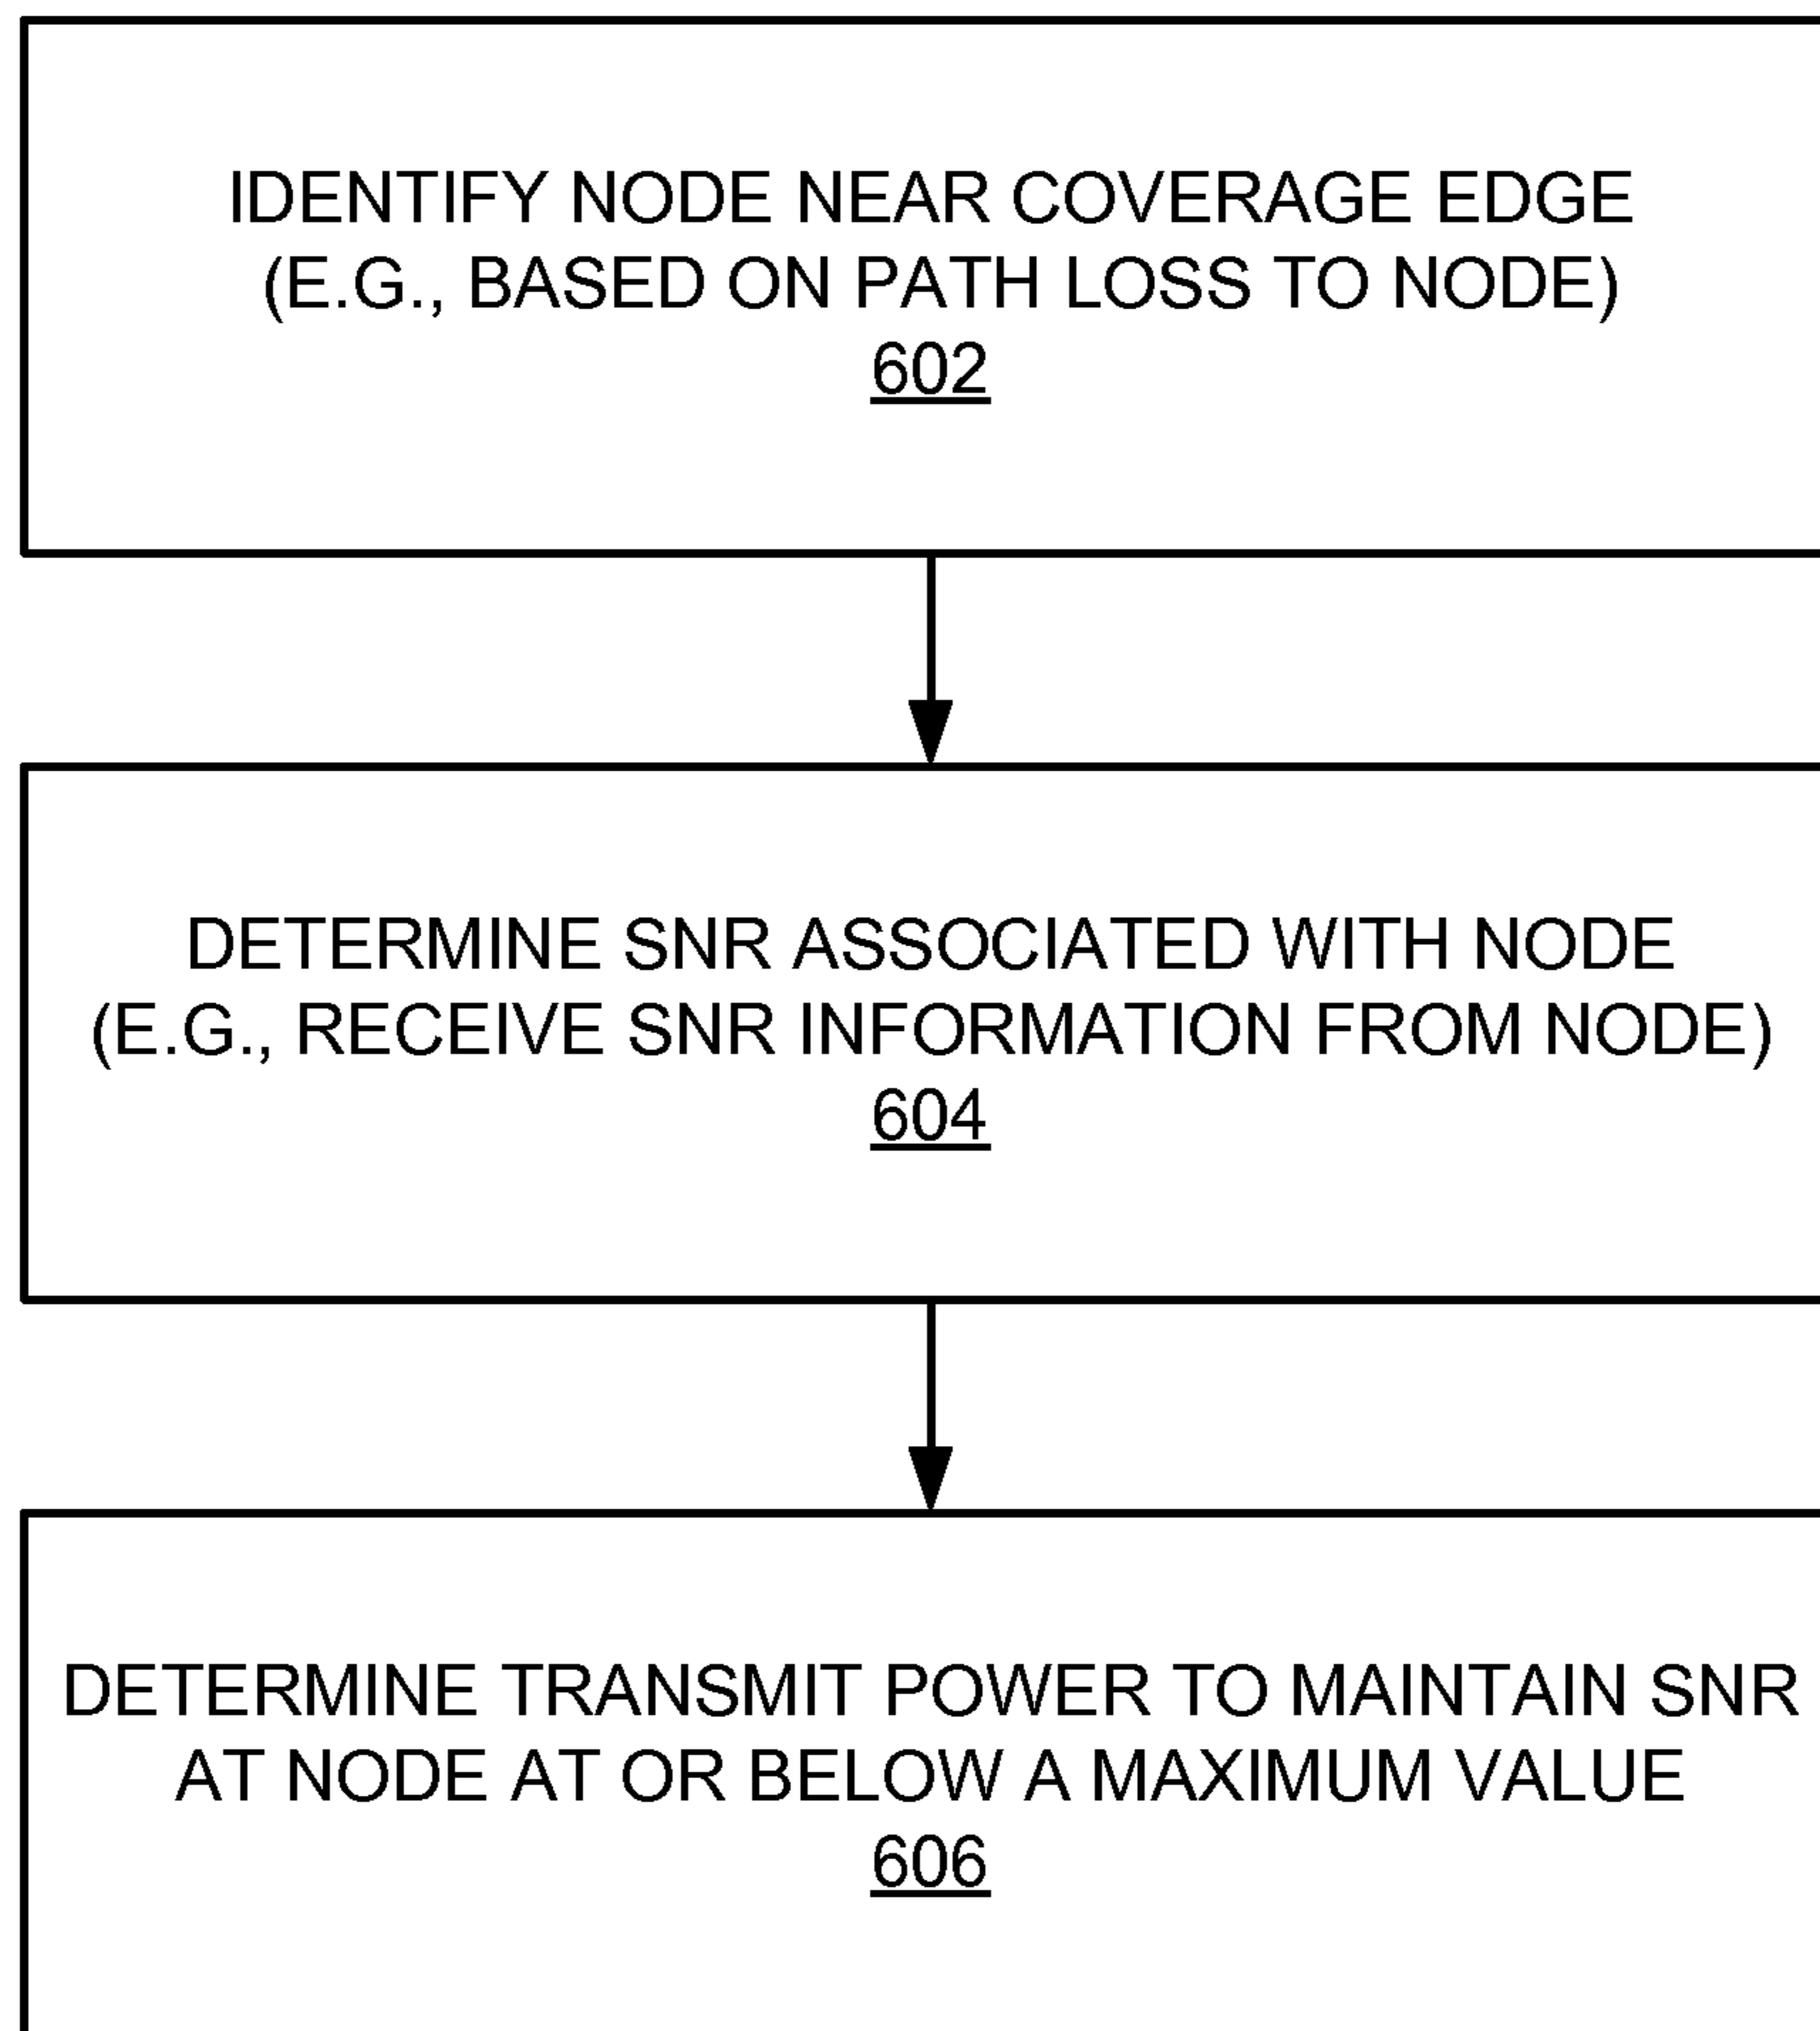 IDENTIFY NODE NEAR COVERAGE EDGE
(E.G., BASED ON PATH LOSS TO NODE)
602
DETERMINE SNR ASSOCIATED WITH NODE
(E.G., RECEIVE SNR INFORMATION FROM NODE)
604
DETERMINE TRANSMIT POWER TO MAINTAIN SNR
AT NODE AT OR BELOW A MAXIMUM VALUE
606